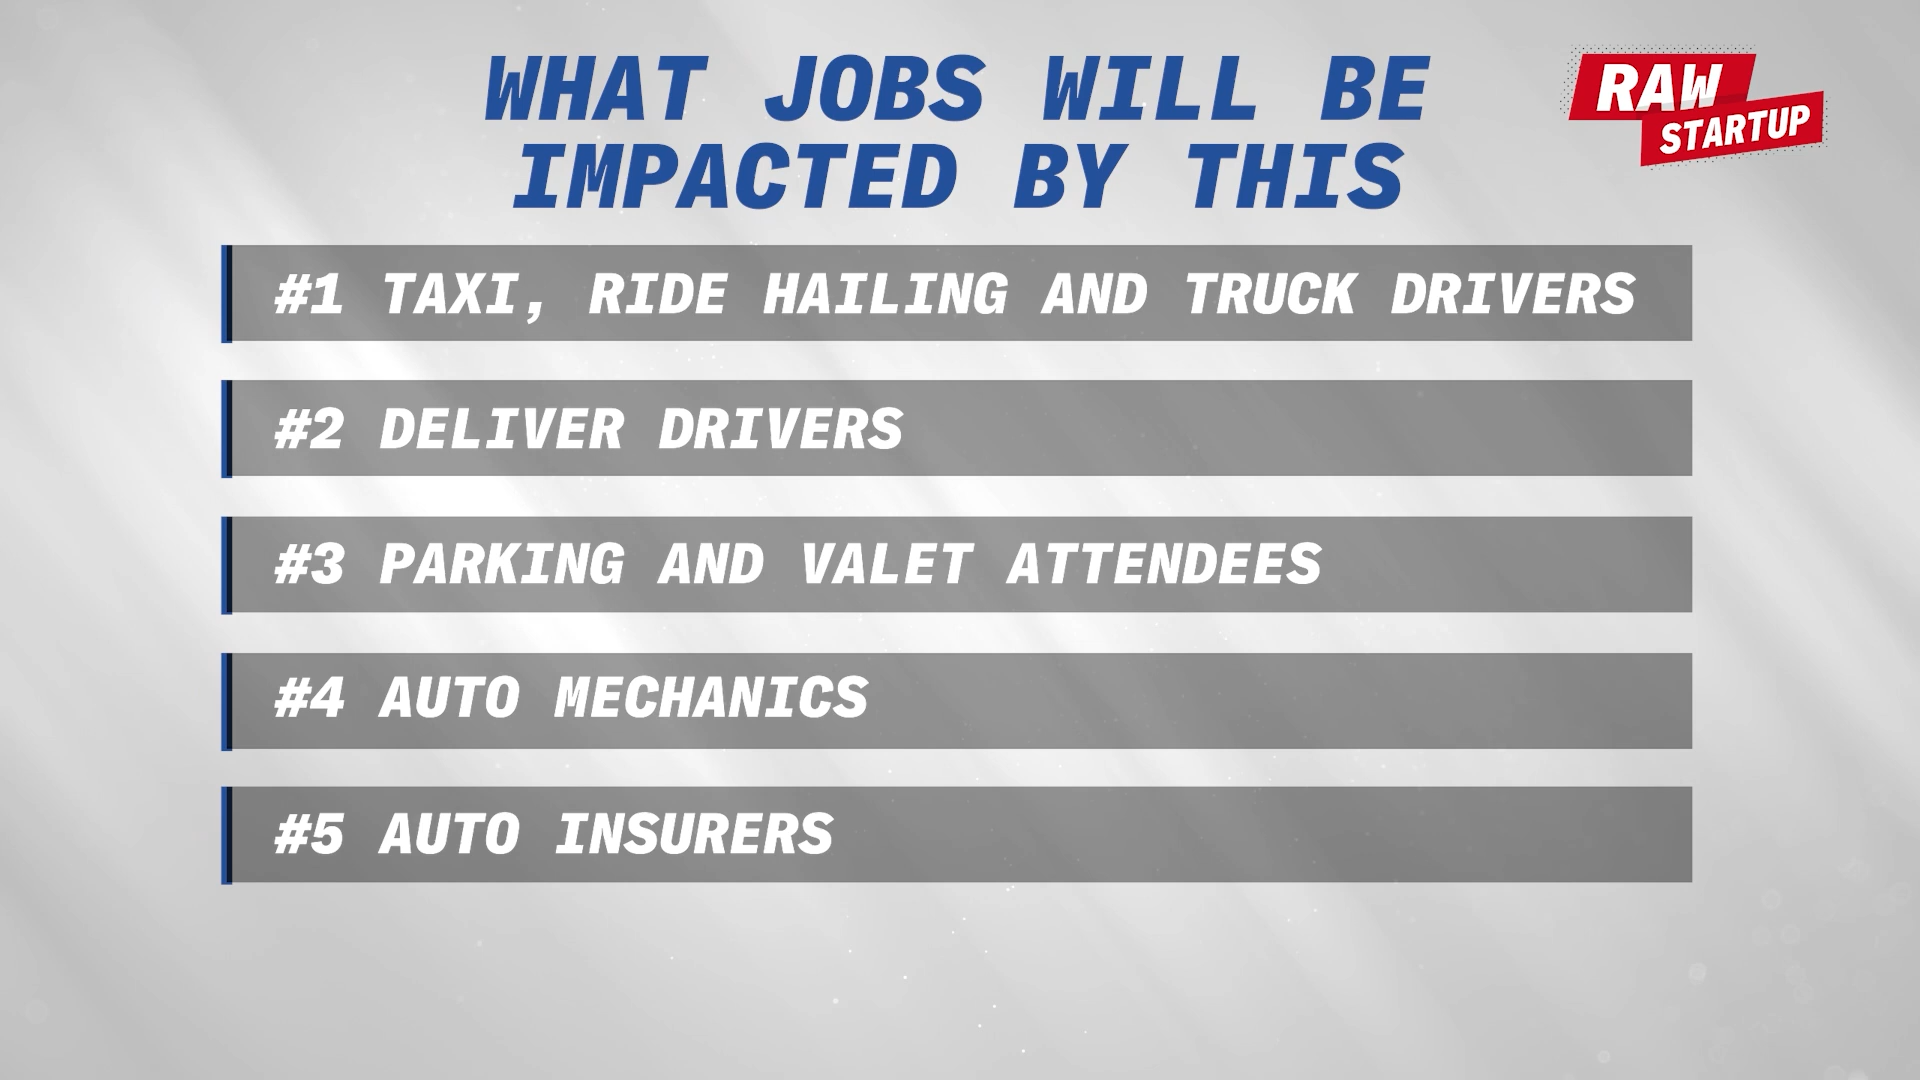 WHAT JOBS WILL BE
IMPACTED BY THIS
RAW
STARTUP
#1 TAXI, RIDE HAILING AND TRUCK DRIVERS
#2 DELIVER DRIVERS
#3 PARKING AND VALET ATTENDEES
#4 AUTO MECHANICS
#5 AUTO INSURERS